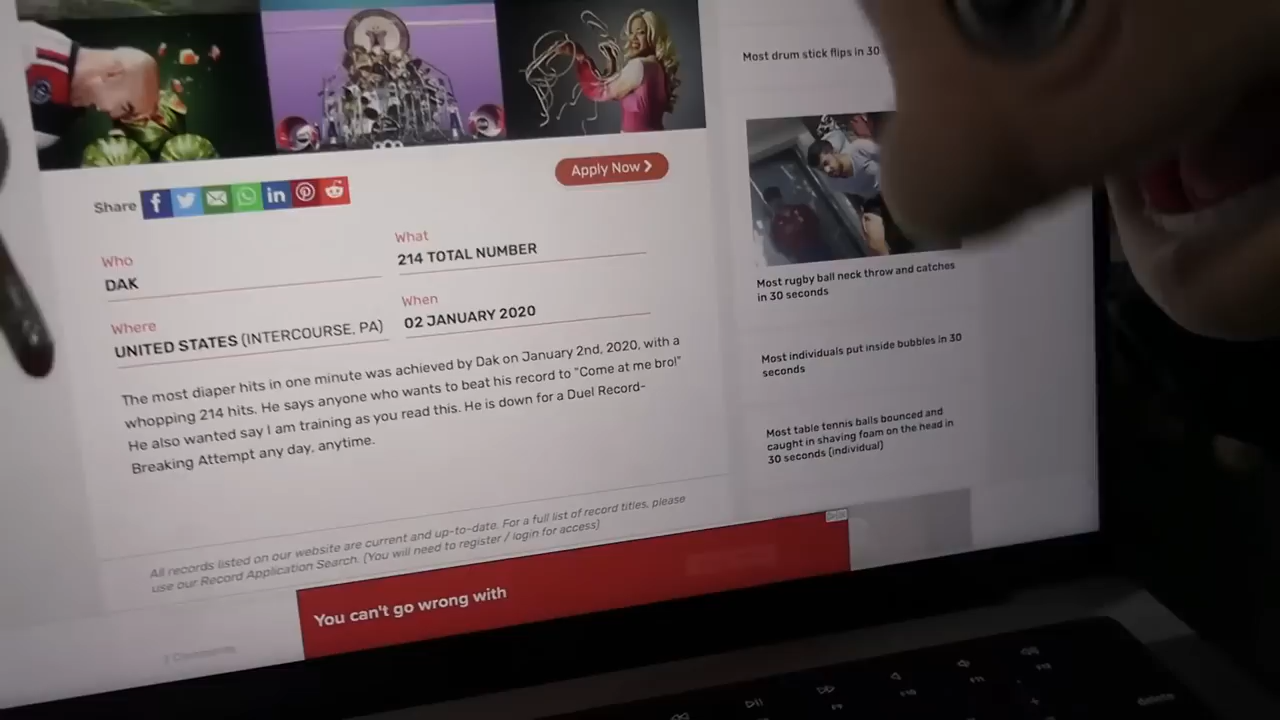 Share
Apply Now
Who
DAK
What
214 TOTAL NUMBER
Where
UNITED STATES (INTERCOURSE, PA)
When
02 JANUARY 2020
The most diaper hits in one minute was achieved by Dak on January 2nd, 2020, with a
whopping 214 hits. He says anyone who wants to beat his record to "Come at me bro!"
He also wanted say I am training as you read this. He is down for a Duel Record-
Breaking Attempt any day, anytime.
All records listed on our website are current and up-to-date. For a full list of record titles, please
use our Record Application Search. (You will need to register / login for access)
Comments
You can't go wrong with
Most drum stick flips in 30
Most rugby ball neck throw and catches
in 30 seconds
Most individuals put inside bubbles in 30
seconds
Most table tennis balls bounced and
caught in shaving foam on the head in
30 seconds (individual)
F9
F10
F11
F12
delete